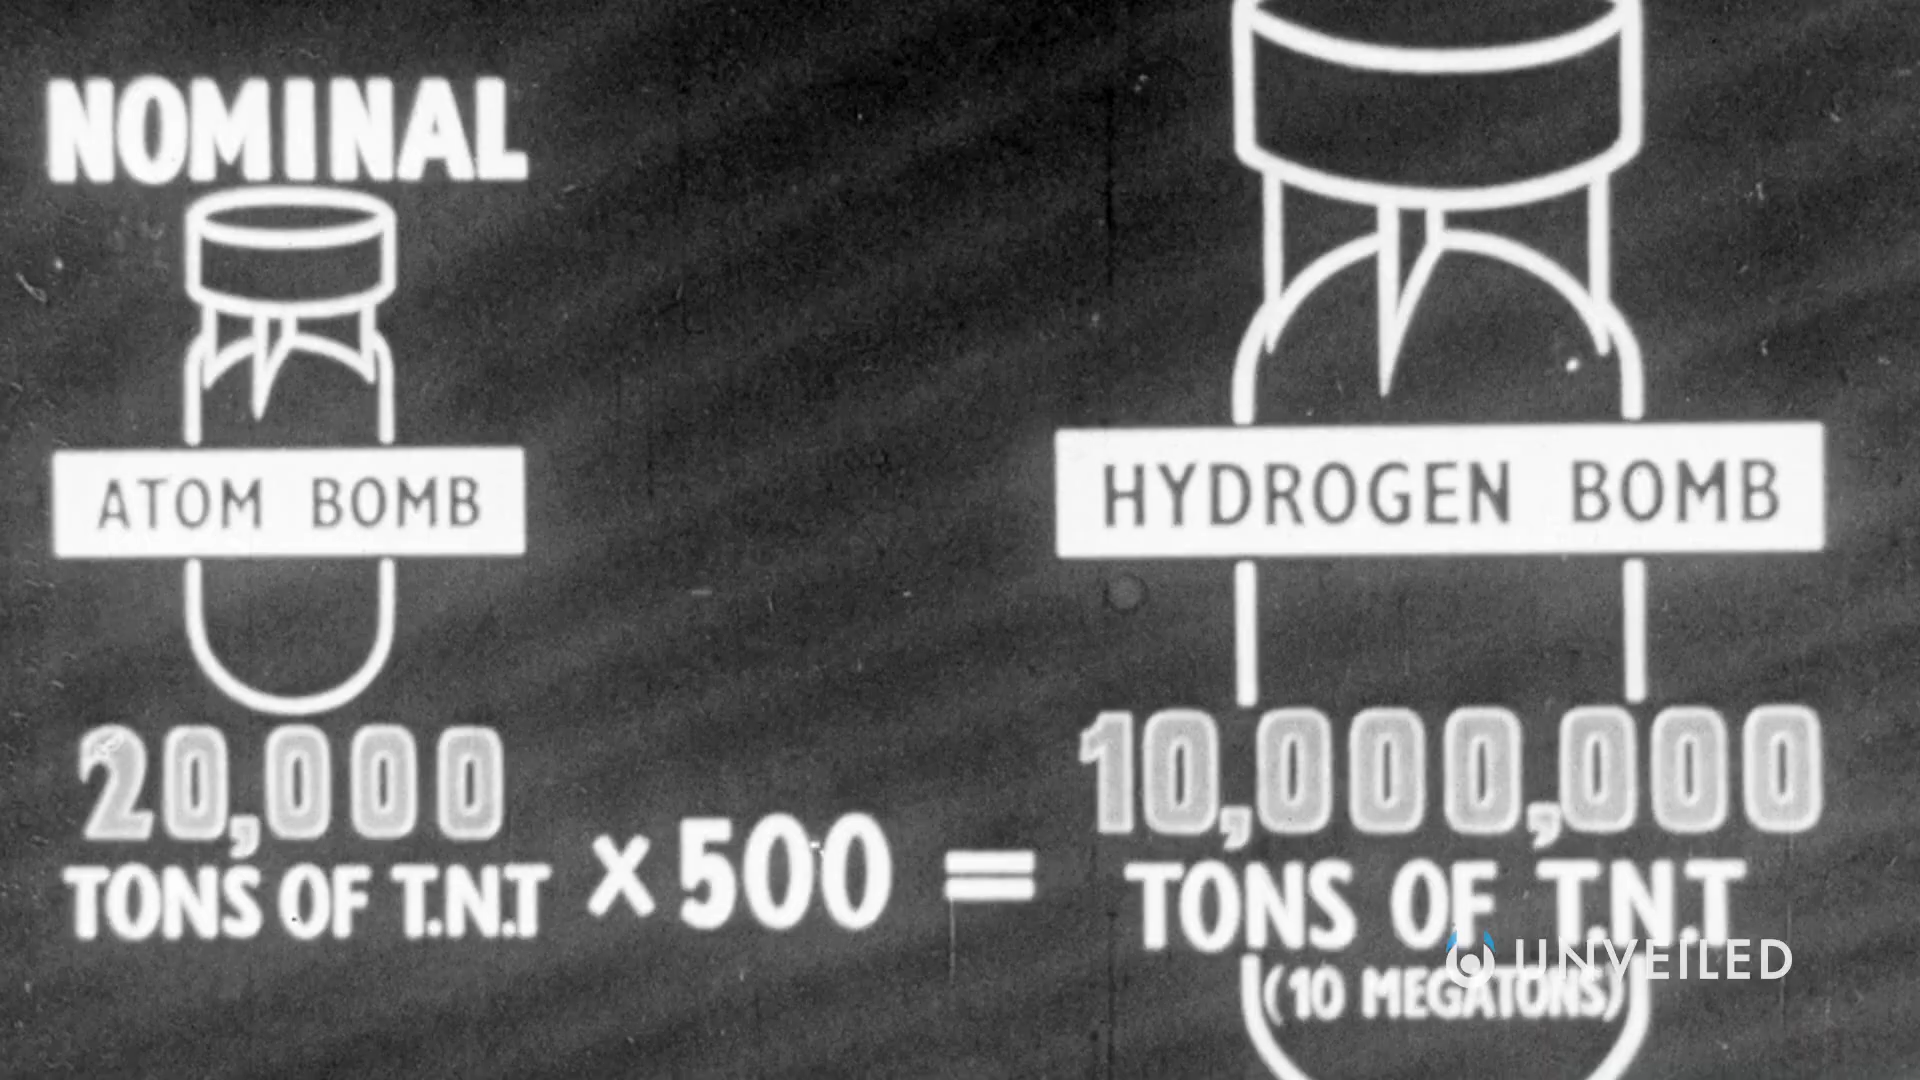 NOMINAL
ATOM BOMB
20,000
TONS OF T.N.T
x 500 =
HYDROGEN BOMB
10,000,000
TONS OF T.N.T
(10 MEGATONS)
UNVEILED